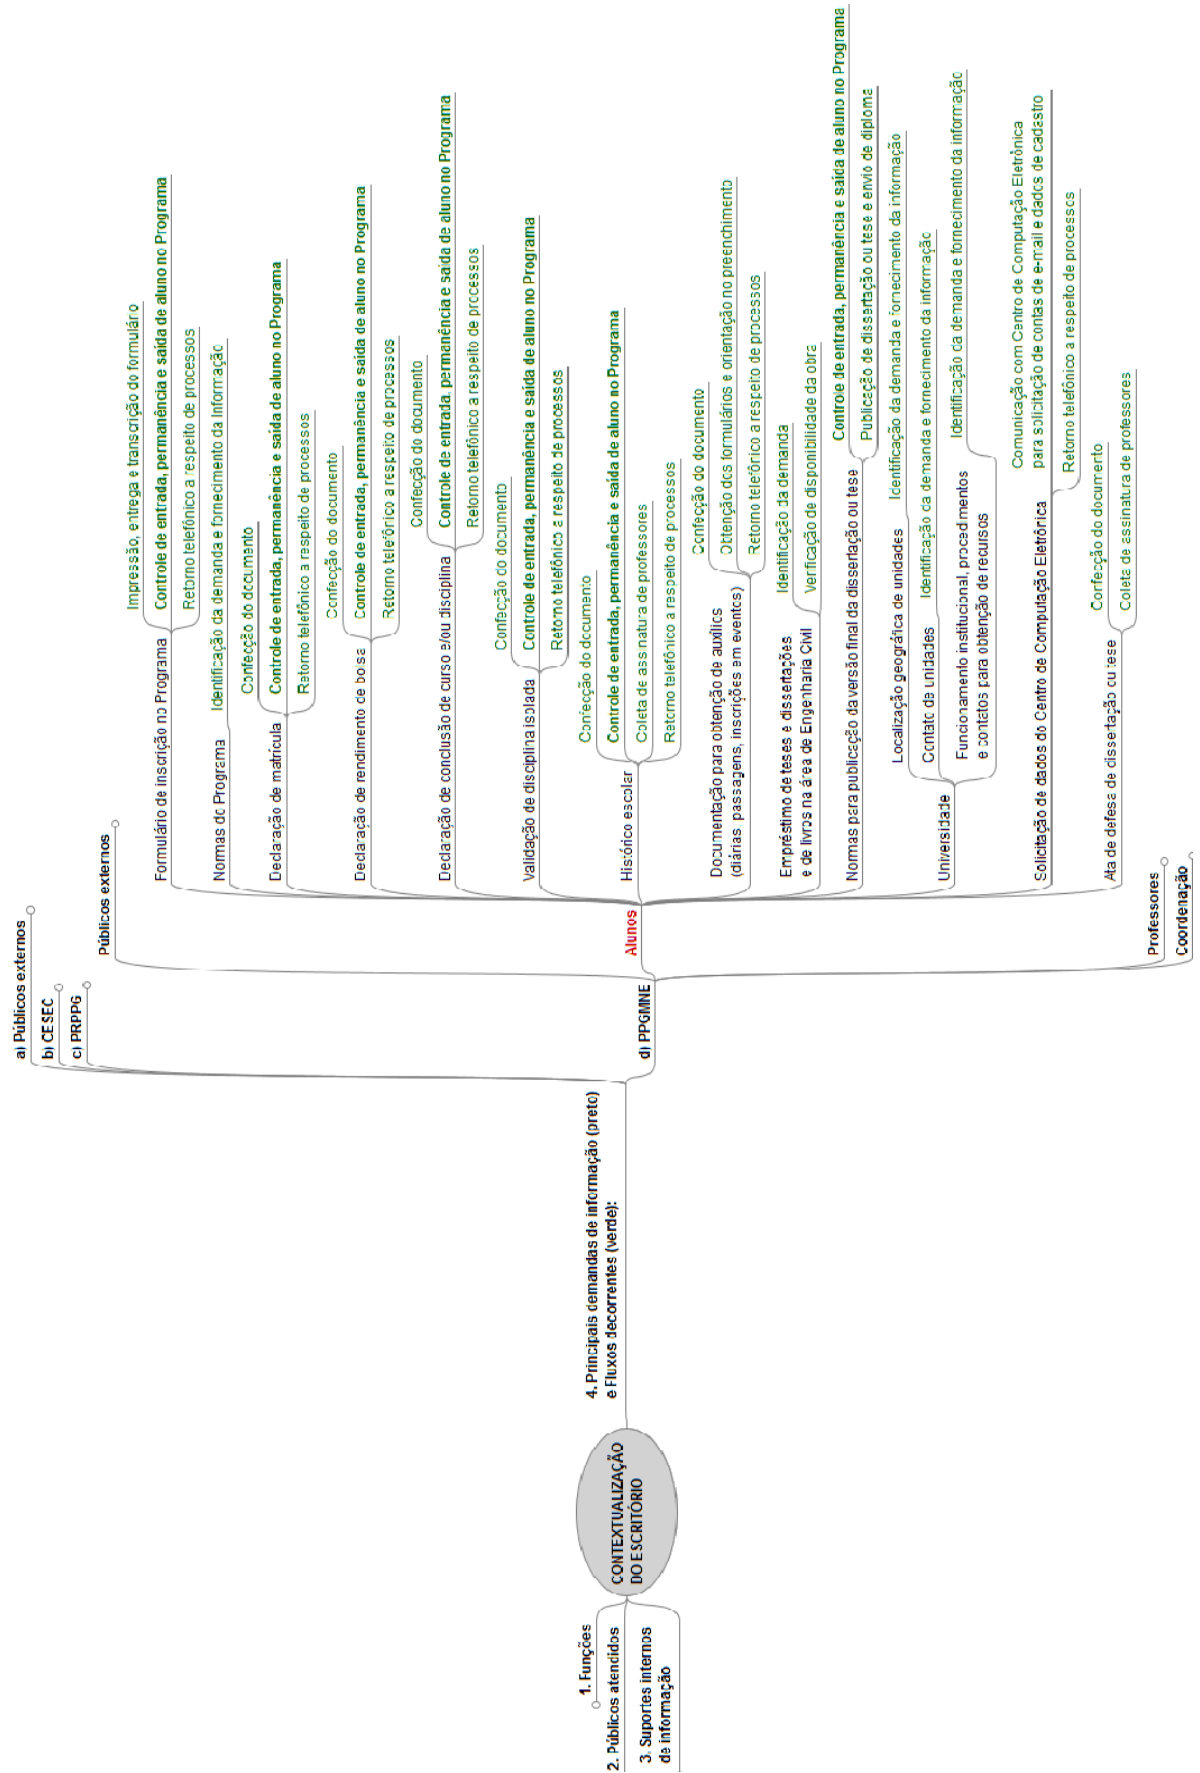 CONTEXTUALIZAÇÃO
DO ESCRITÓRIO
1. Funções
2. Públicos atendidos
3. Suportes internos
de informação
4. Principais demandas de informação (preto)
e Fluxos decorrentes (verde):
a) Públicos externos
b) CESEC
c) PRPPG
d) PPGMNE
Públicos externos
Alunos
Formulário de inscrição no Programa
Impressão, entrega e transcrição do formulário
Controle de entrada, permanência e saída de aluno no Programa
Retorno telefônico a respeito de processos
Normas do Programa
Identificação da demanda e fornecimento da Informação
Declaração de matrícula
Confecção do documento
Controle de entrada, permanência e saída de aluno no Programa
Retorno telefônico a respeito de processos
Declaração de rendimento de bolsa
Confecção do documento
Controle de entrada, permanência e saída de aluno no Programa
Retorno telefônico a respeito de processos
Declaração de conclusão de curso e/ou disciplina
Confecção do documento
Controle de entrada, permanência e saída de aluno no Programa
Retorno telefônico a respeito de processos
Validação de disciplina isolada
Confecção do documento
Controle de entrada, permanência e saída de aluno no Programa
Retorno telefônico a respeito de processos
Histórico escolar
Confecção do documento
Controle de entrada, permanência e saída de aluno no Programa
Coleta de assinatura de professores
Retorno telefônico a respeito de processos
Documentação para obtenção de auxílios
(diárias passagens, inscrições em eventos)
Confecção do documento
Obtenção dos formulários e orientação no preenchimento
Retorno telefônico a respeito de processos
Empréstimo de teses e dissertações
e de livros na área de Engenharia Civil
Identificação da demanda
Verificação de disponibilidade da obra
Normas para publicação da versão final da dissertação ou tese
Controle de entrada, permanência e saída de aluno no Programa
Publicação de dissertação ou tese e envio de diploma
Universidade
Localização geográfica de unidades
Identificação da demanda e fornecimento da informação
Contato de unidades
Identificação da demanda e fornecimento da informação
Funcionamento institucional, procedimentos
e contatos para obtenção de recursos
Identificação da demanda e fornecimento da informação
Solicitação de dados do Centro de Computação Eletrônica
Comunicação com Centro de Computação Eletrônica
para solicitação de contas de e-mail e dados de cadastro
Retorno telefônico a respeito de processos
Ata de defesa de dissertação ou tese
Confecção do documento
Coleta de assinatura de professores
Professores
Coordenação